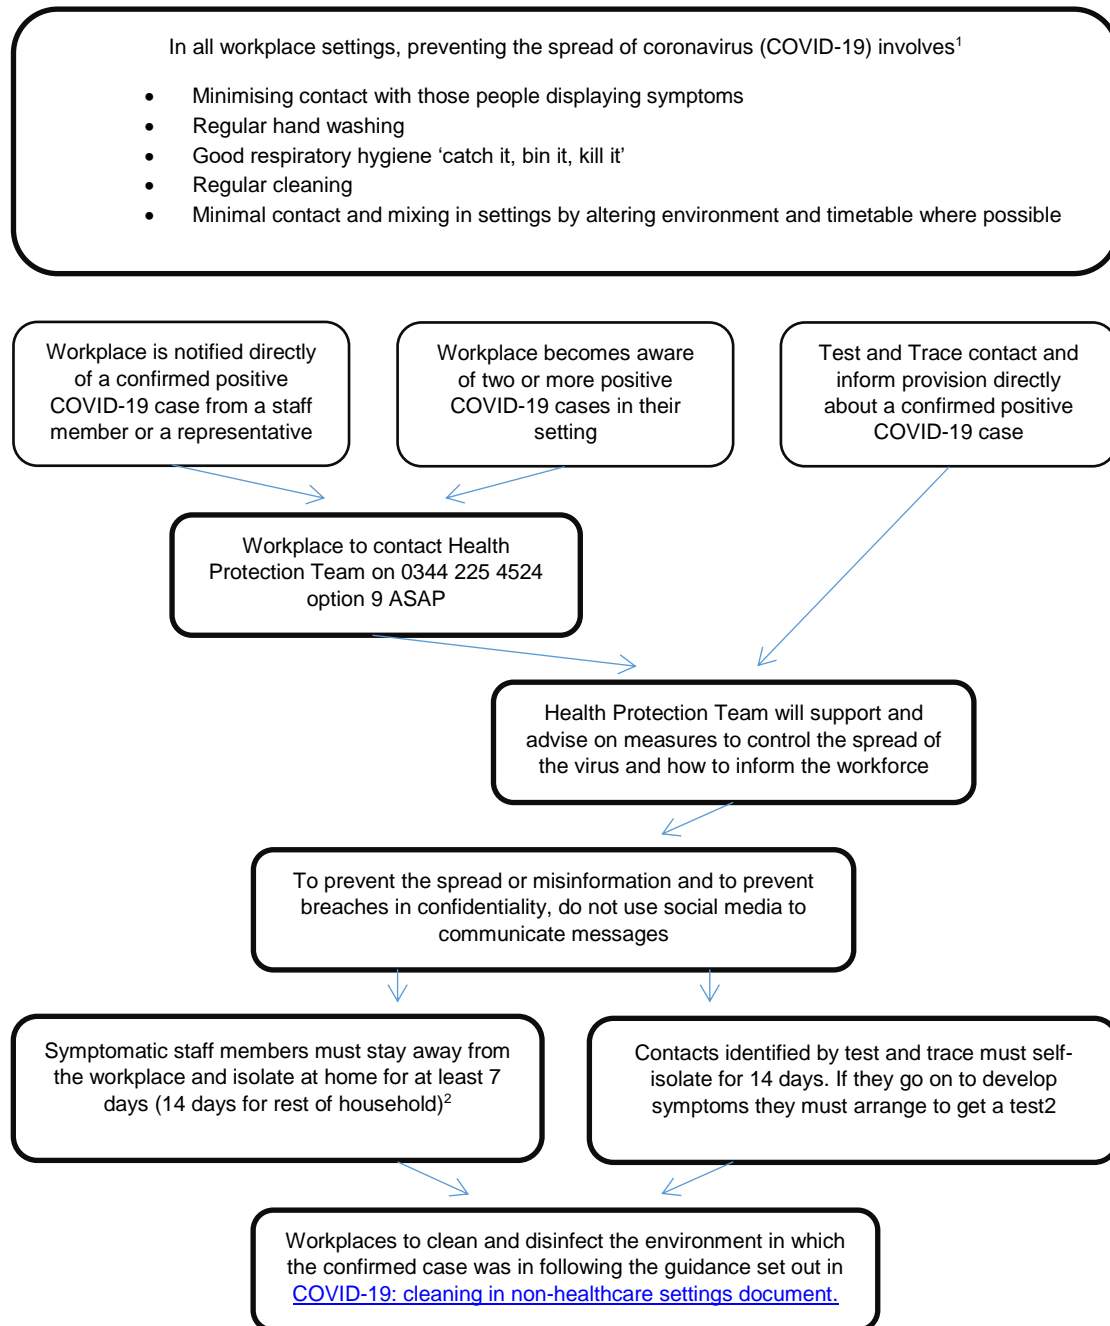 In all workplace settings, preventing the spread of coronavirus (COVID-19) involves¹
• Minimising contact with those people displaying symptoms
• Regular hand washing
• Good respiratory hygiene ‘catch it, bin it, kill it’
• Regular cleaning
• Minimal contact and mixing in settings by altering environment and timetable where possible
Workplace is notified directly
of a confirmed positive
COVID-19 case from a staff
member or a representative
Workplace becomes aware
of two or more positive
COVID-19 cases in their
setting
Test and Trace contact and
inform provision directly
about a confirmed positive
COVID-19 case
Workplace to contact Health
Protection Team on 0344 225 4524
option 9 ASAP
Health Protection Team will support and
advise on measures to control the spread of
the virus and how to inform the workforce
To prevent the spread or misinformation and to prevent
breaches in confidentiality, do not use social media to
communicate messages
Symptomatic staff members must stay away from
the workplace and isolate at home for at least 7
days (14 days for rest of household)²
Contacts identified by test and trace must self-
isolate for 14 days. If they go on to develop
symptoms they must arrange to get a test2
Workplaces to clean and disinfect the environment in which
the confirmed case was in following the guidance set out in
COVID-19: cleaning in non-healthcare settings document.